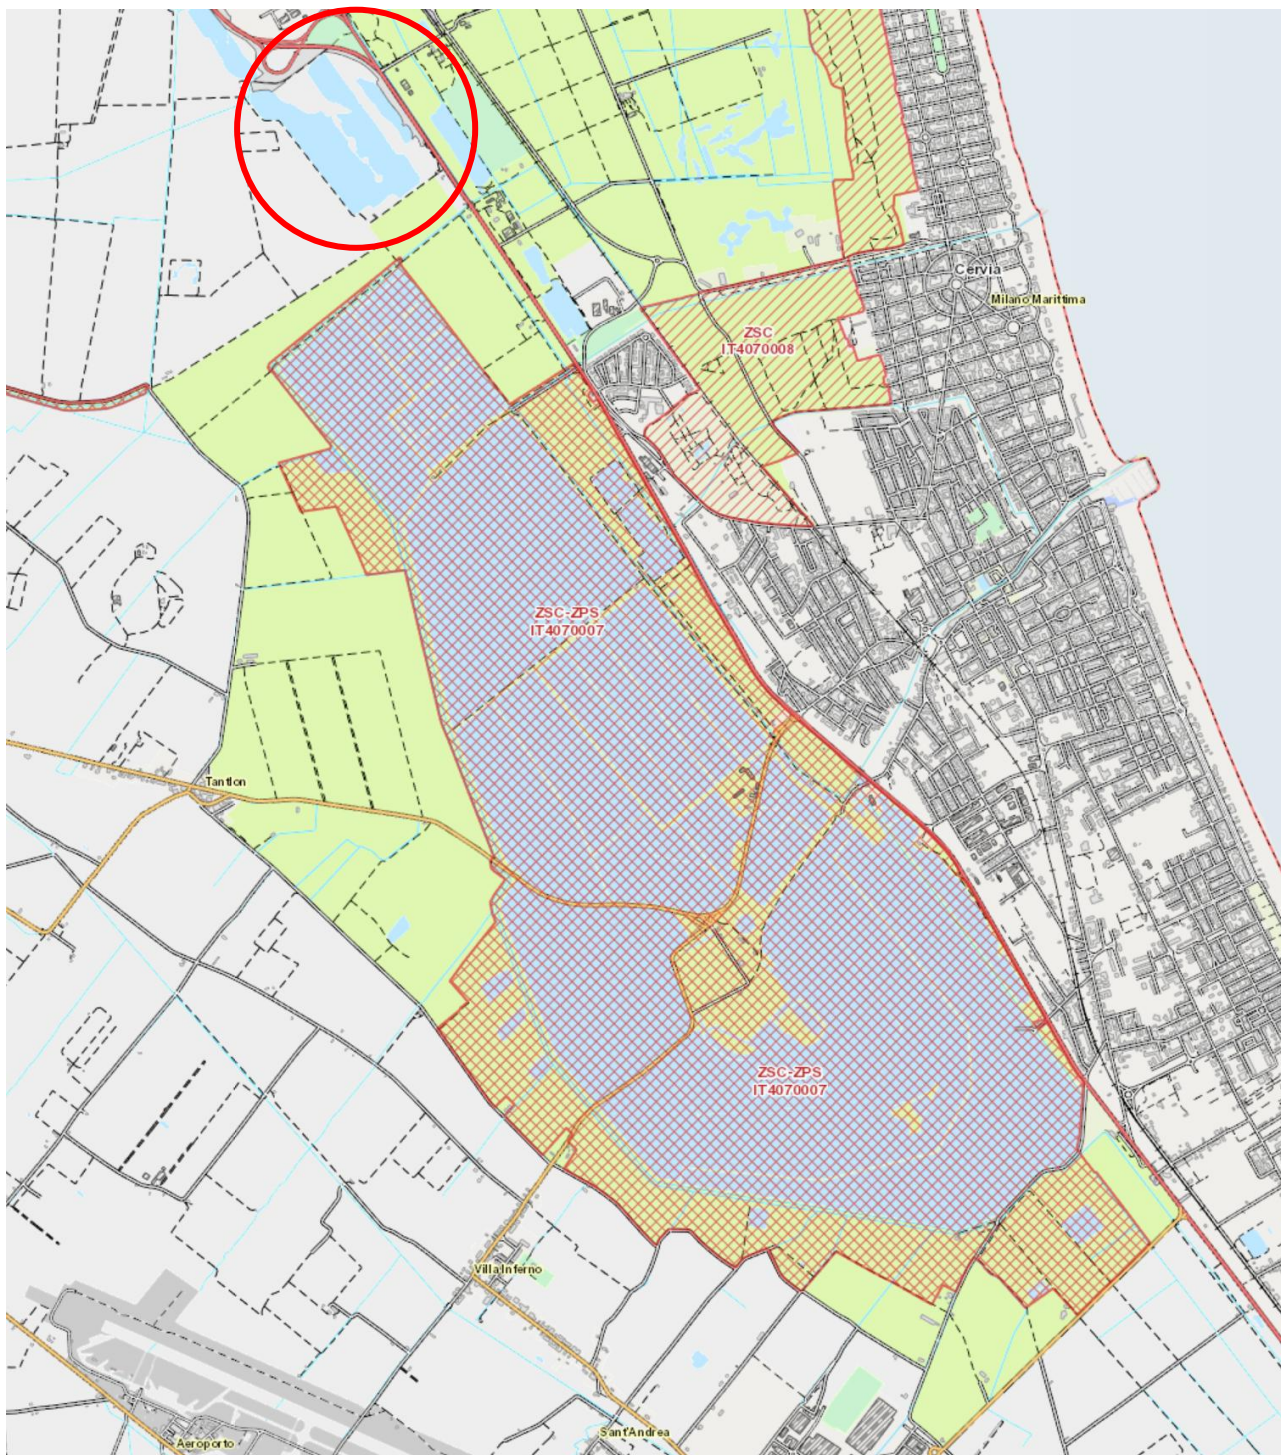 Cervia
Milano Marittima
ZSC
IT4070008
ZSC-ZPS
IT4070007
Tantlon
ZSC-ZPS
IT4070007
Villa Inferno
Sant'Andrea
Aeroporto